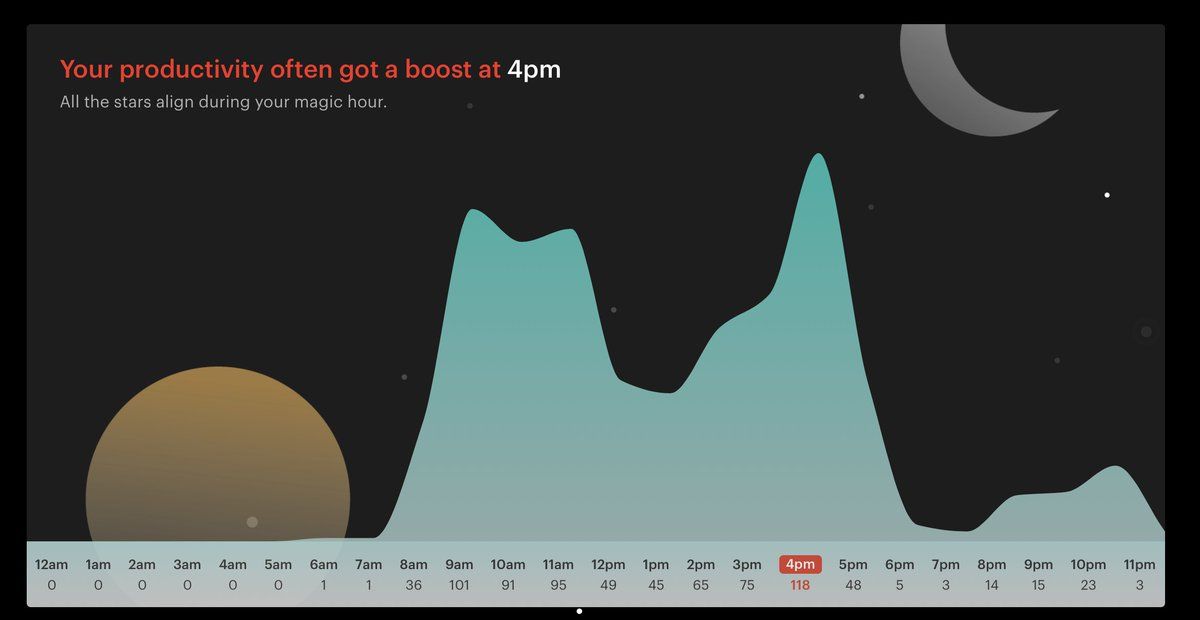 Your productivity often got a boost at 4pm
All the stars align during your magic hour.
12am 1am 2am 3am 4am 5am 6am 7am 8am 9am 10am 11am 12pm 1pm 2pm 3pm 4pm 5pm 6pm 7pm 8pm 9pm 10pm 11pm
0 0 0 0 0 0 1 1 36 101 91 95 49 45 65 75 118 48 5 3 14 15 23 3